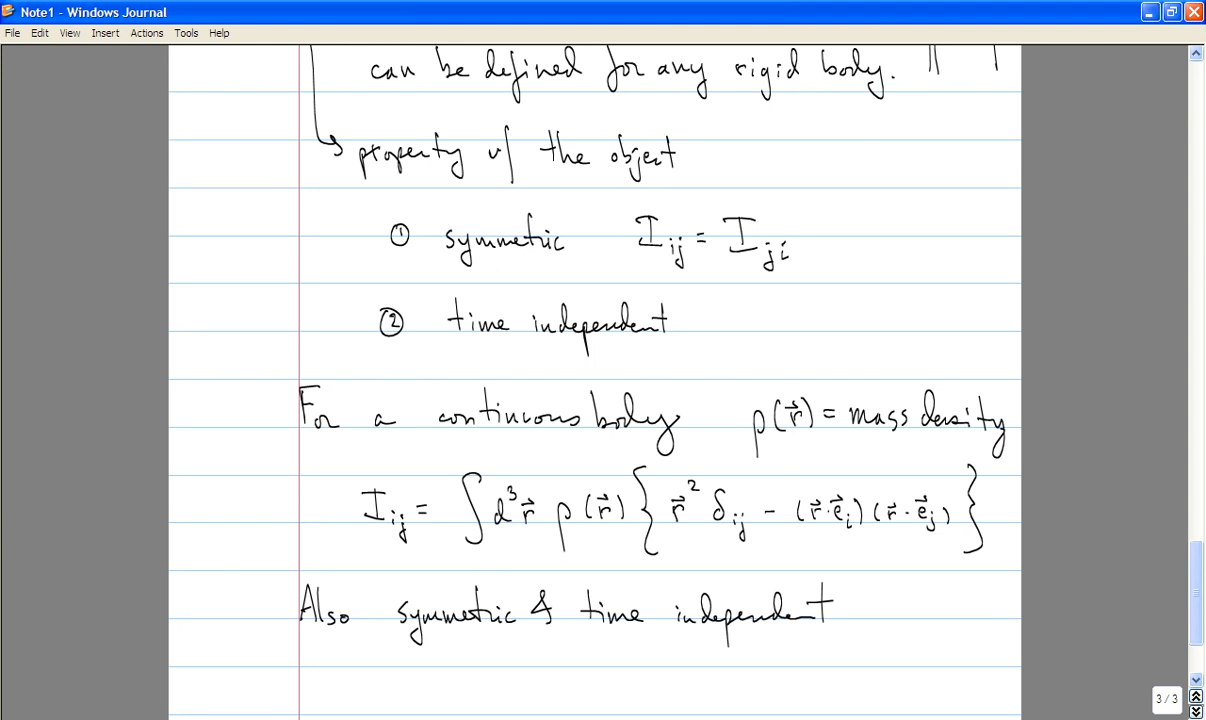 Note1 - Windows Journal
File Edit View Insert Actions Tools Help
can be defined for any rigid body.
property of the object
① symmetric I_ij = I_ji
② time independent
For a continuous body ρ(r⃗) = mass density
I_ij = ∫ d³r⃗ ρ(r⃗) { r⃗² δ_ij - (r⃗·e⃗_i)(r⃗·e⃗_j) }
Also symmetric & time independent
3 / 3